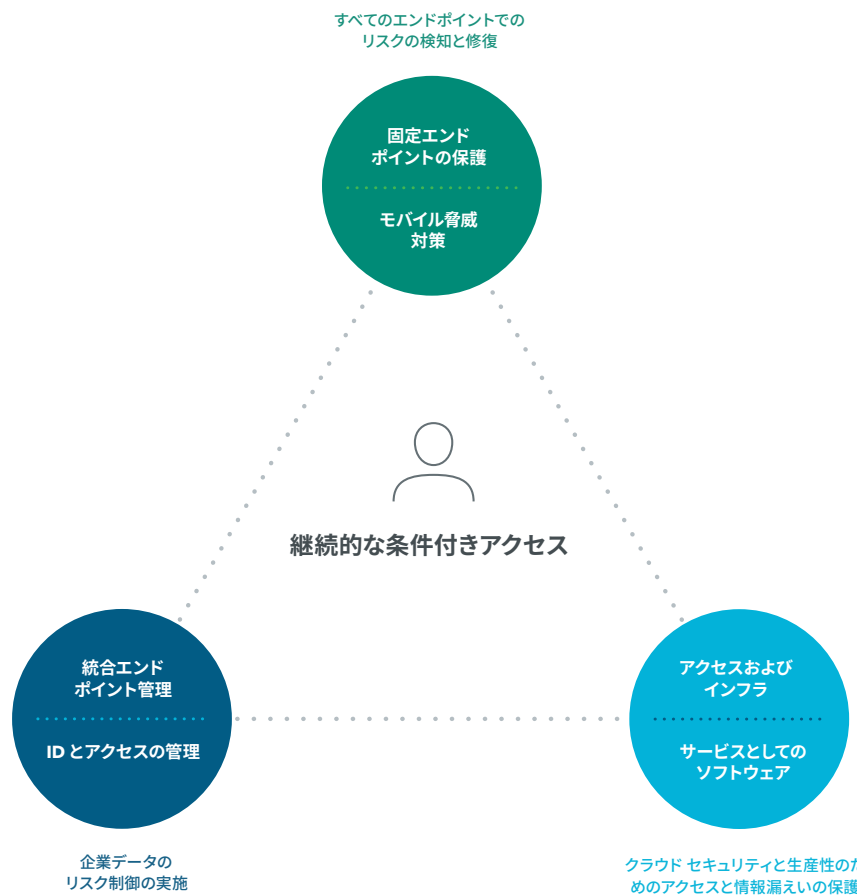 すべてのエンドポイントでの
リスクの検知と修復
固定エンド
ポイントの保護
モバイル脅威
対策
継続的な条件付きアクセス
統合エンド
ポイント管理
ID とアクセスの管理
アクセスおよび
インフラ
サービスとしての
ソフトウェア
企業データの
リスク制御の実施
クラウド セキュリティと生産性のた
めのアクセスと情報漏えいの保護